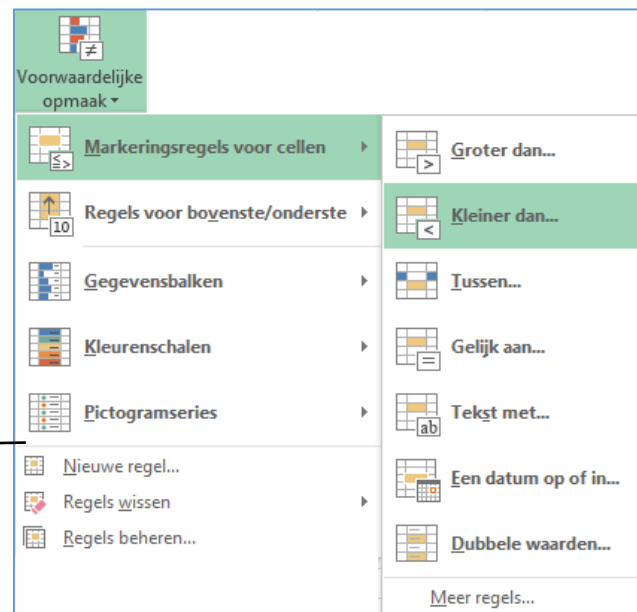 ≠
Voorwaardelijke
opmaak
≤>
Markeringsregels voor cellen
10
Regels voor bovenste/onderste
Gegevensbalken
Kleurenschalen
Pictogramseries
Nieuwe regel...
Regels wissen
Regels beheren...
>
Groter dan...
<
Kleiner dan...
Tussen...
=
Gelijk aan...
ab
Tekst met...
Een datum op of in...
Dubbele waarden...
Meer regels...